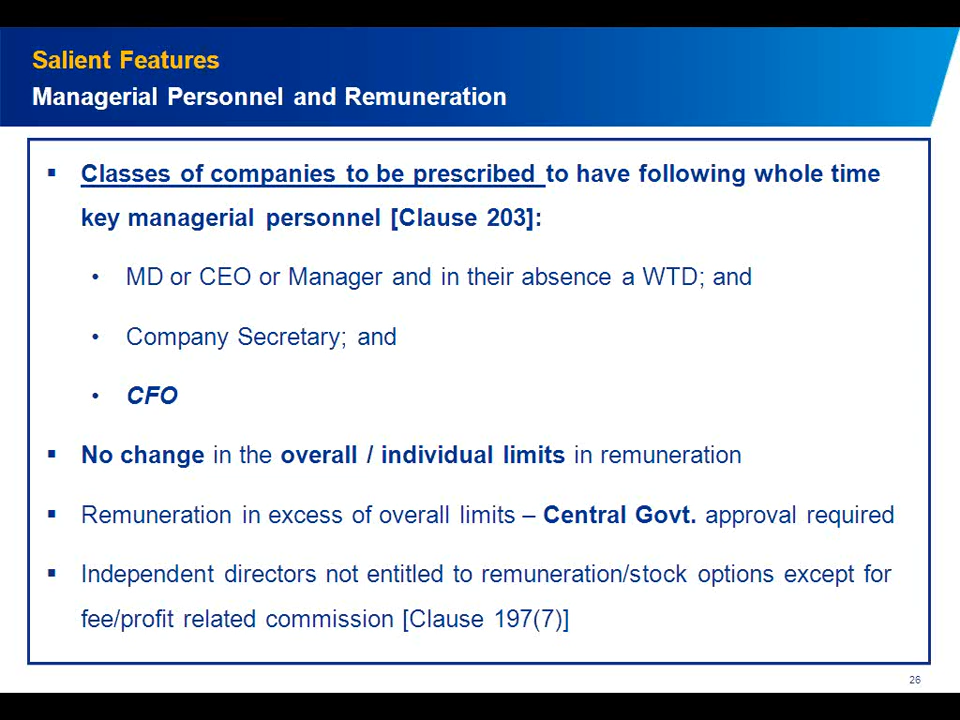 Salient Features
Managerial Personnel and Remuneration
▪ Classes of companies to be prescribed to have following whole time
key managerial personnel [Clause 203]:
• MD or CEO or Manager and in their absence a WTD; and
• Company Secretary; and
• CFO
▪ No change in the overall / individual limits in remuneration
▪ Remuneration in excess of overall limits – Central Govt. approval required
▪ Independent directors not entitled to remuneration/stock options except for
fee/profit related commission [Clause 197(7)]
26